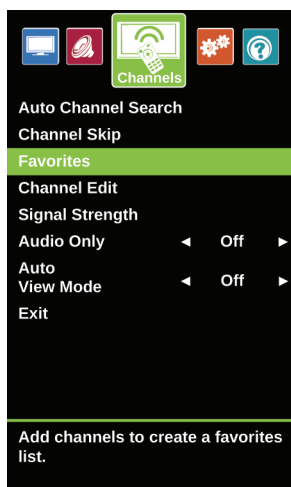 Channels
Auto Channel Search
Channel Skip
Favorites
Channel Edit
Signal Strength
Audio Only ◄ Off ►
Auto
View Mode ◄ Off ►
Exit
Add channels to create a favorites
list.